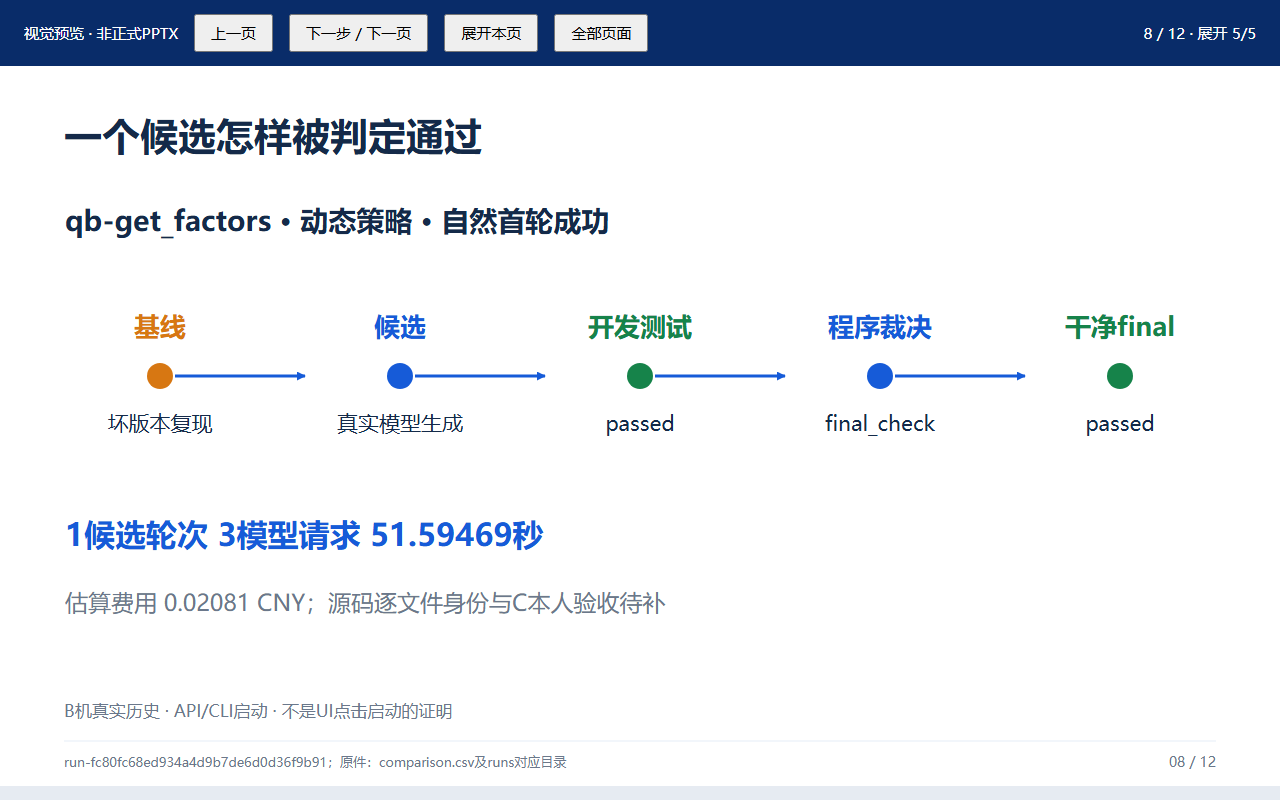 视觉预览 · 非正式PPTX 上一页 下一步 / 下一页 展开本页 全部页面 8 / 12 · 展开 5/5
一个候选怎样被判定通过
qb-get_factors • 动态策略 • 自然首轮成功
基线 候选 开发测试 程序裁决 干净final
坏版本复现 真实模型生成 passed final_check passed
1候选轮次 3模型请求 51.59469秒
估算费用 0.02081 CNY；源码逐文件身份与C本人验收待补
B机真实历史 · API/CLI启动 · 不是UI点击启动的证明
run-fc80fc68ed934a4d9b7de6d0d36f9b91；原件：comparison.csv及runs对应目录 08 / 12